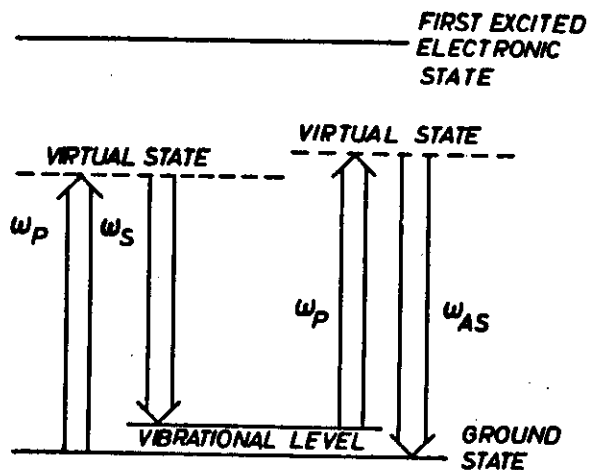 FIRST EXCITED
ELECTRONIC
STATE
VIRTUAL STATE
VIRTUAL STATE
ωP
ωS
ωP
ωAS
VIBRATIONAL LEVEL
GROUND
STATE